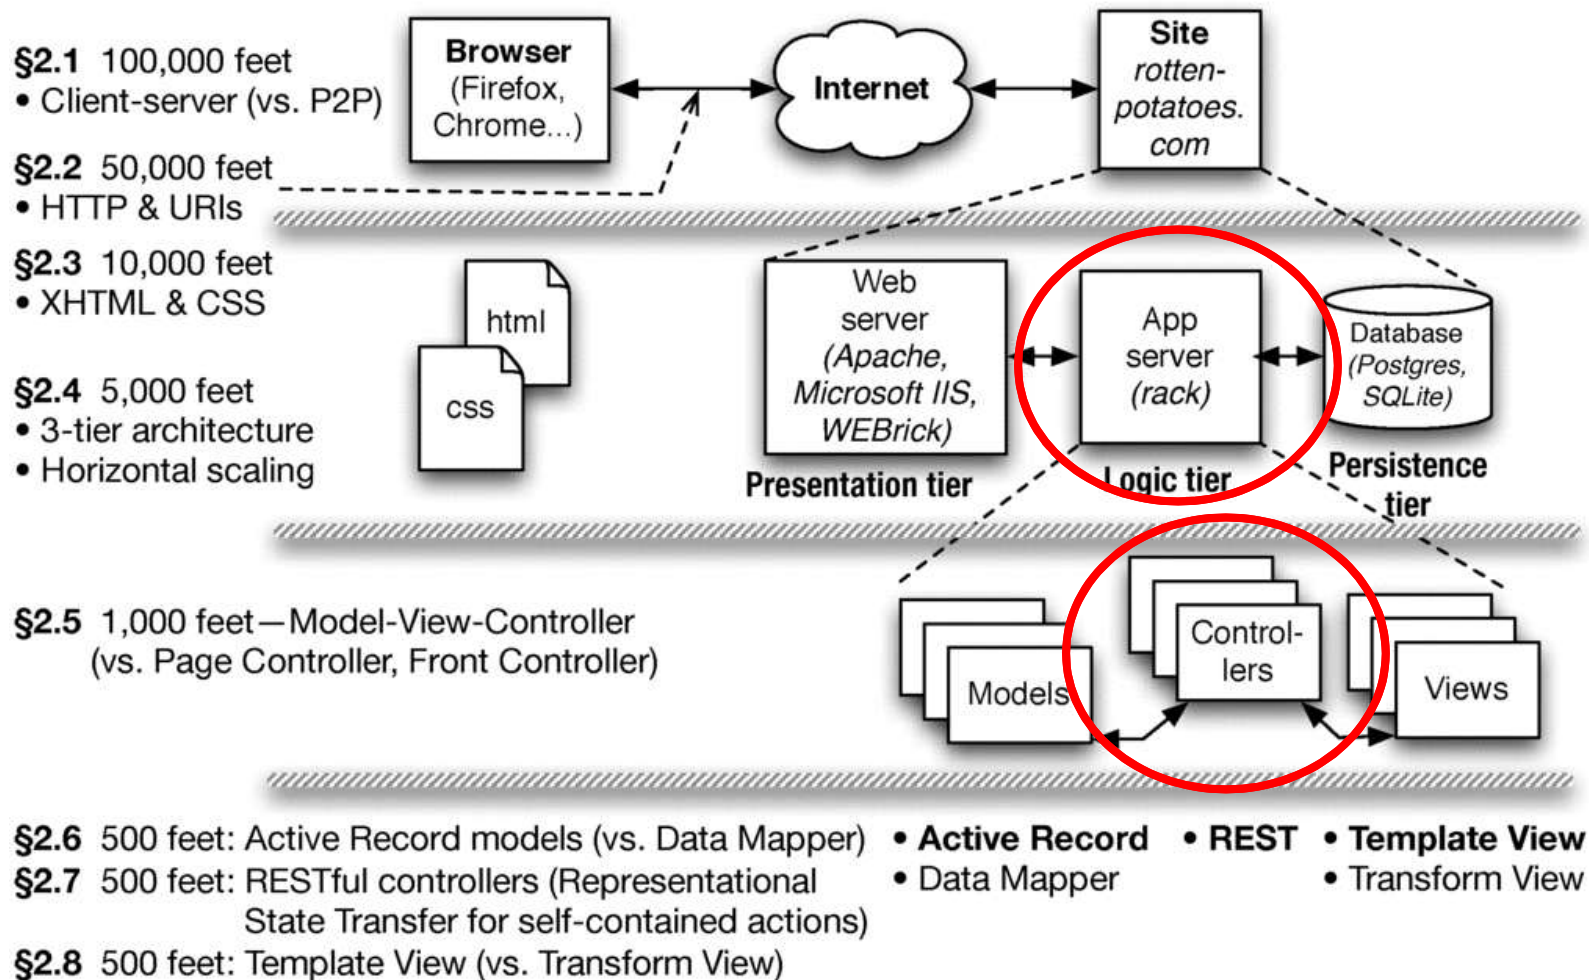 §2.1 100,000 feet
• Client-server (vs. P2P)
§2.2 50,000 feet
• HTTP & URIs
Browser
(Firefox,
Chrome...)
Internet
Site
rotten-
potatoes.
com
§2.3 10,000 feet
• XHTML & CSS
§2.4 5,000 feet
• 3-tier architecture
• Horizontal scaling
html
css
Web
server
(Apache,
Microsoft IIS,
WEBrick)
Presentation tier
App
server
(rack)
Logic tier
Database
(Postgres,
SQLite)
Persistence
tier
§2.5 1,000 feet—Model-View-Controller
(vs. Page Controller, Front Controller)
Models
Control-
lers
Views
§2.6 500 feet: Active Record models (vs. Data Mapper)
§2.7 500 feet: RESTful controllers (Representational
State Transfer for self-contained actions)
§2.8 500 feet: Template View (vs. Transform View)
• Active Record
• Data Mapper
• REST
• Template View
• Transform View